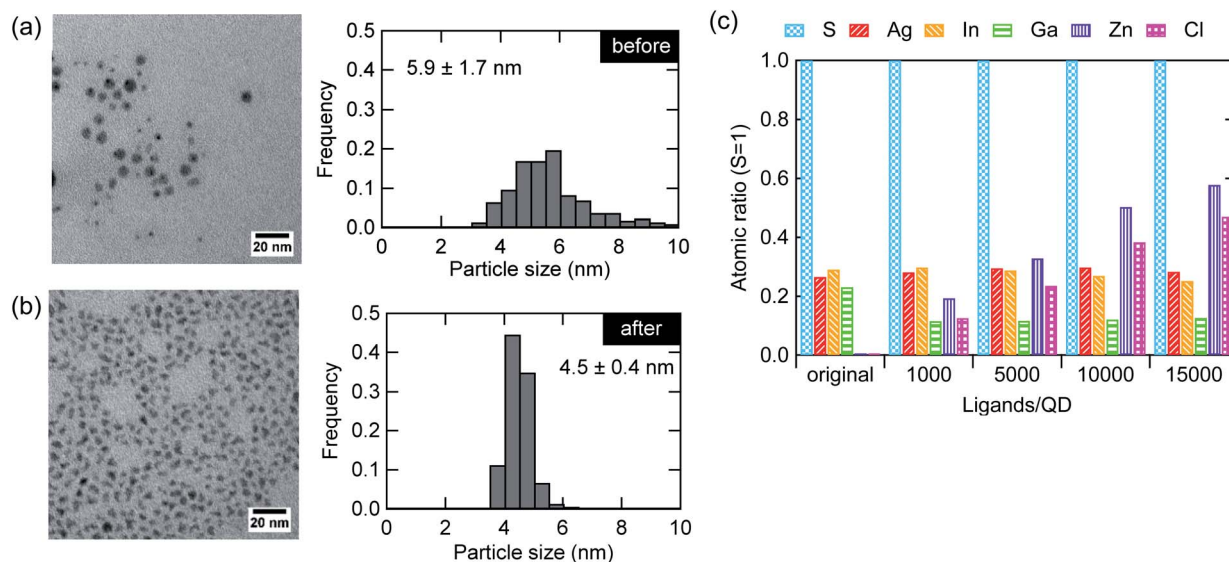 (a)
20 nm
0.5
0.4
0.3
0.2
0.1
0.0
Frequency
before
5.9 ± 1.7 nm
0 2 4 6 8 10
Particle size (nm)
(b)
20 nm
0.5
0.4
0.3
0.2
0.1
0.0
Frequency
after
4.5 ± 0.4 nm
0 2 4 6 8 10
Particle size (nm)
(c)
S Ag In Ga Zn Cl
1.0
0.8
0.6
0.4
0.2
0.0
Atomic ratio (S=1)
original 1000 5000 10000 15000
Ligands/QD